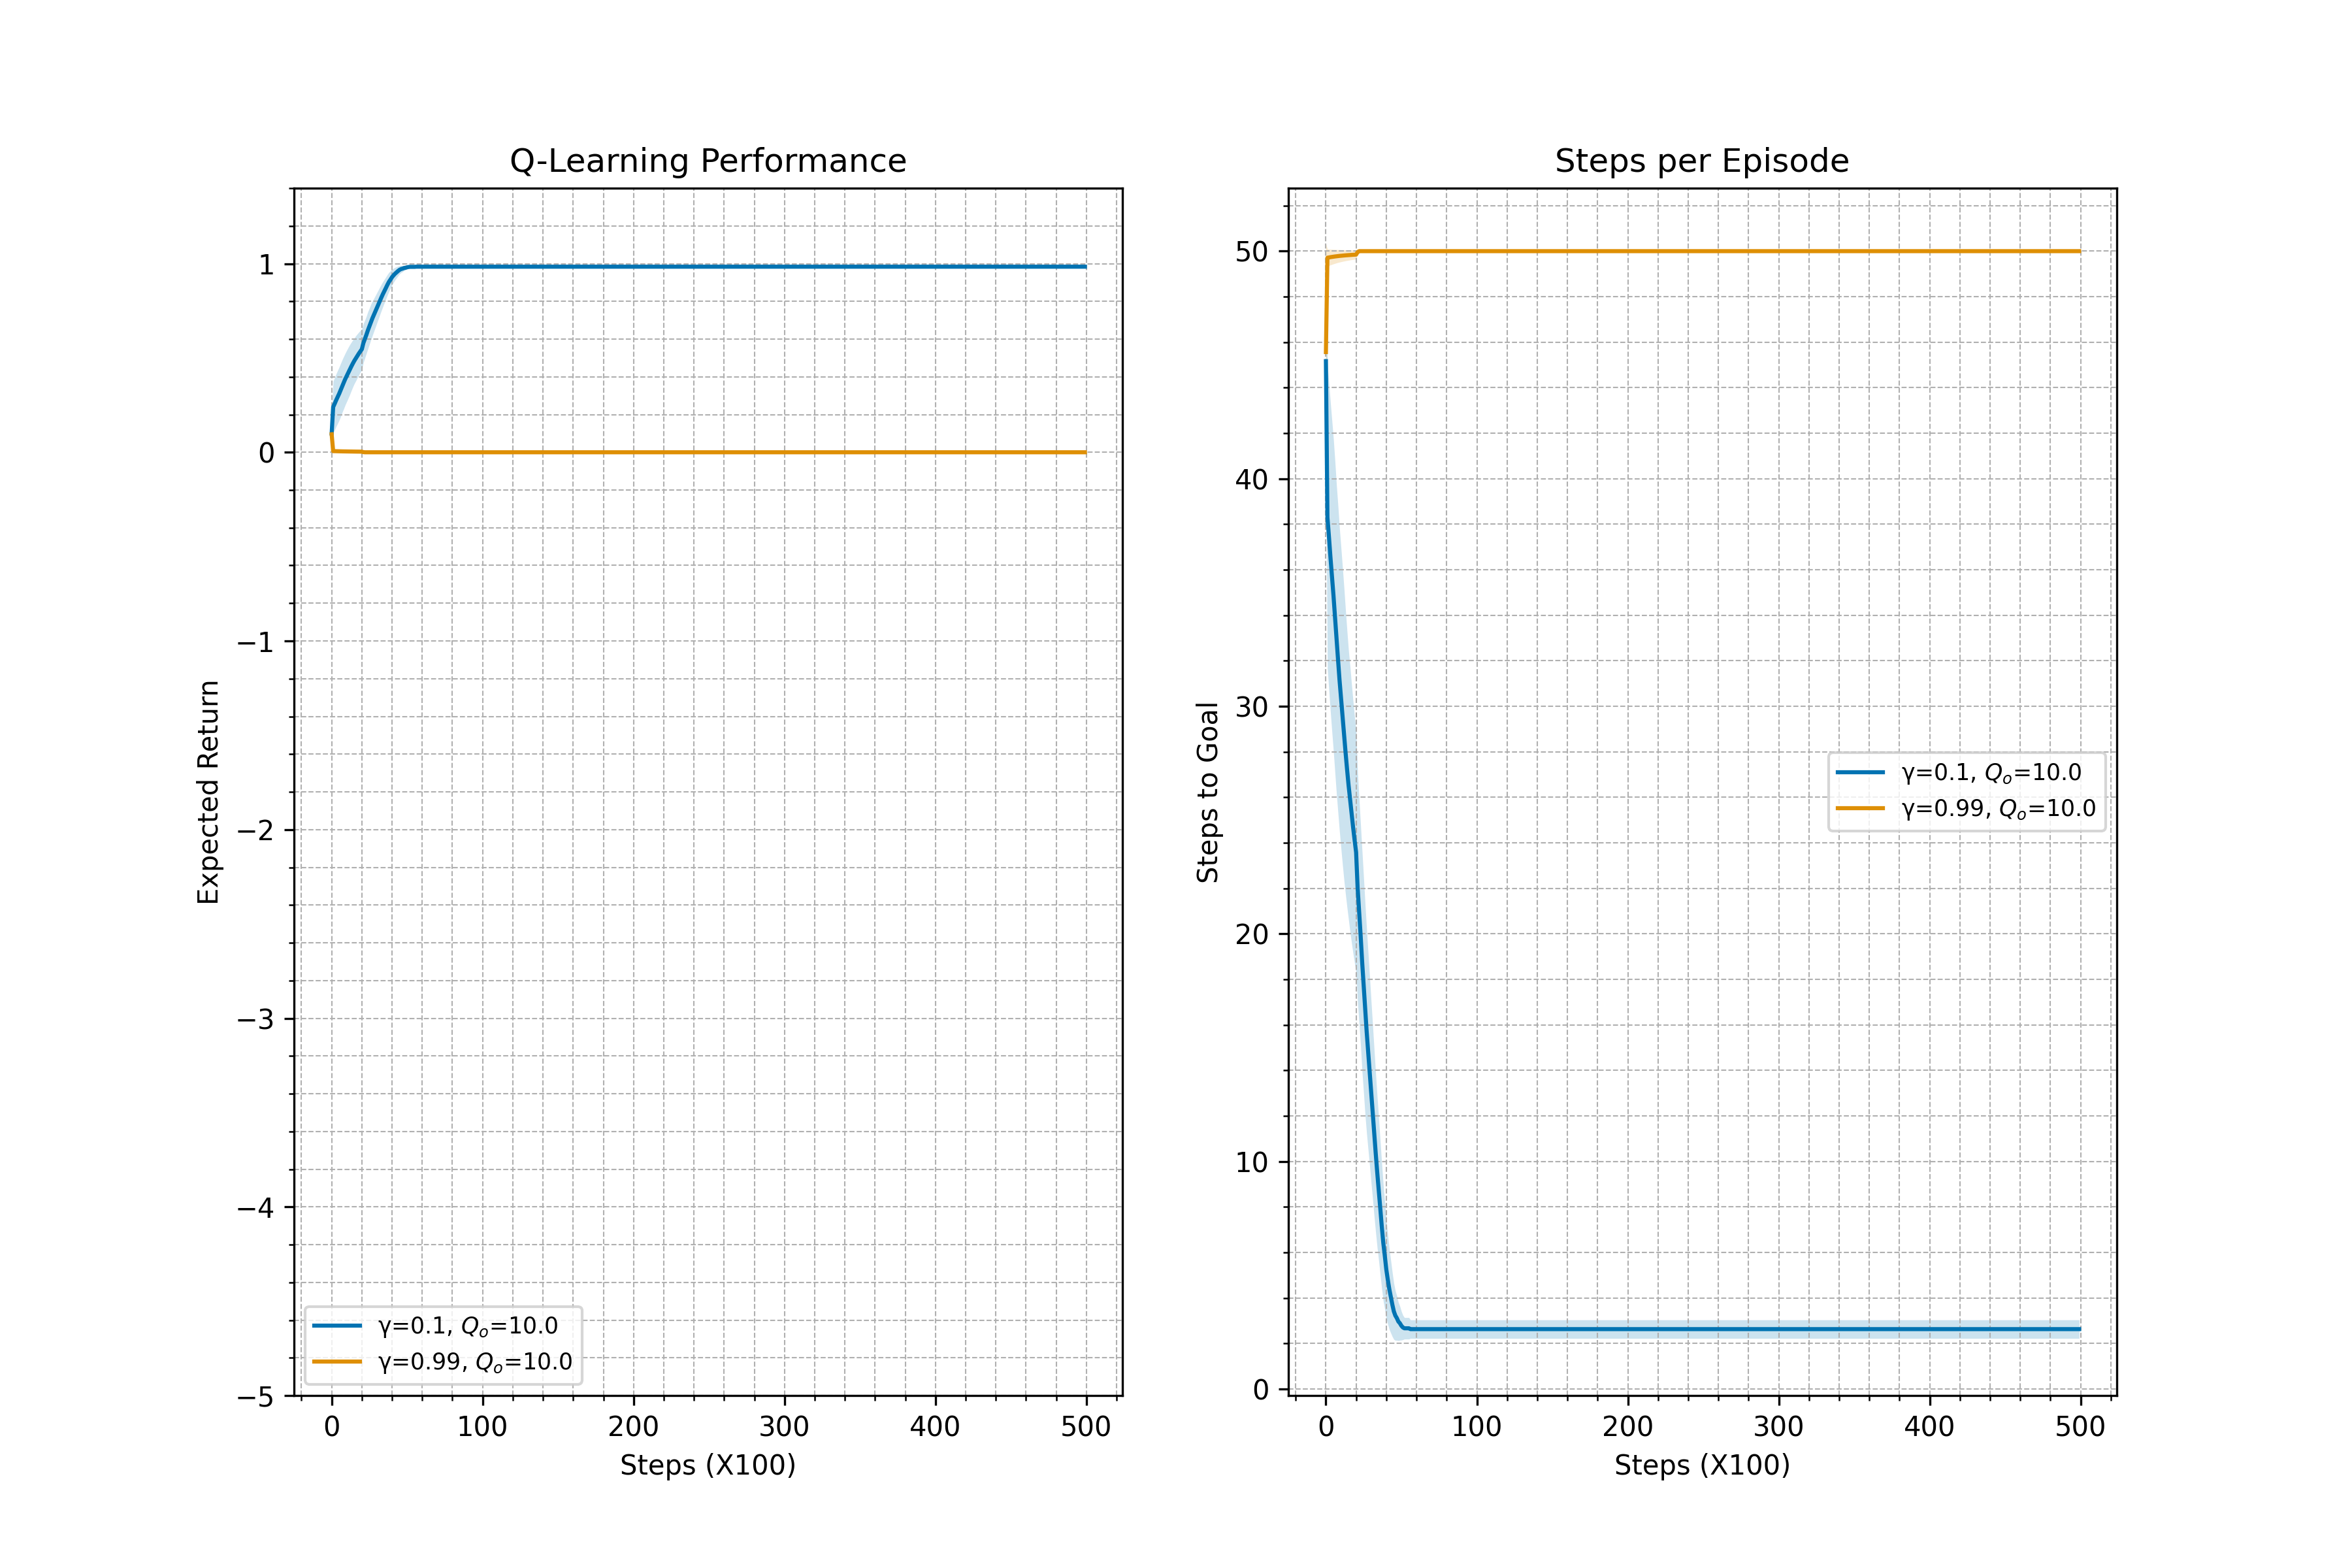 Q-Learning Performance
Expected Return
1
0
−1
−2
−3
−4
−5
0 100 200 300 400 500
Steps (X100)
γ=0.1, Qo=10.0
γ=0.99, Qo=10.0
Steps per Episode
Steps to Goal
50
40
30
20
10
0
0 100 200 300 400 500
Steps (X100)
γ=0.1, Qo=10.0
γ=0.99, Qo=10.0